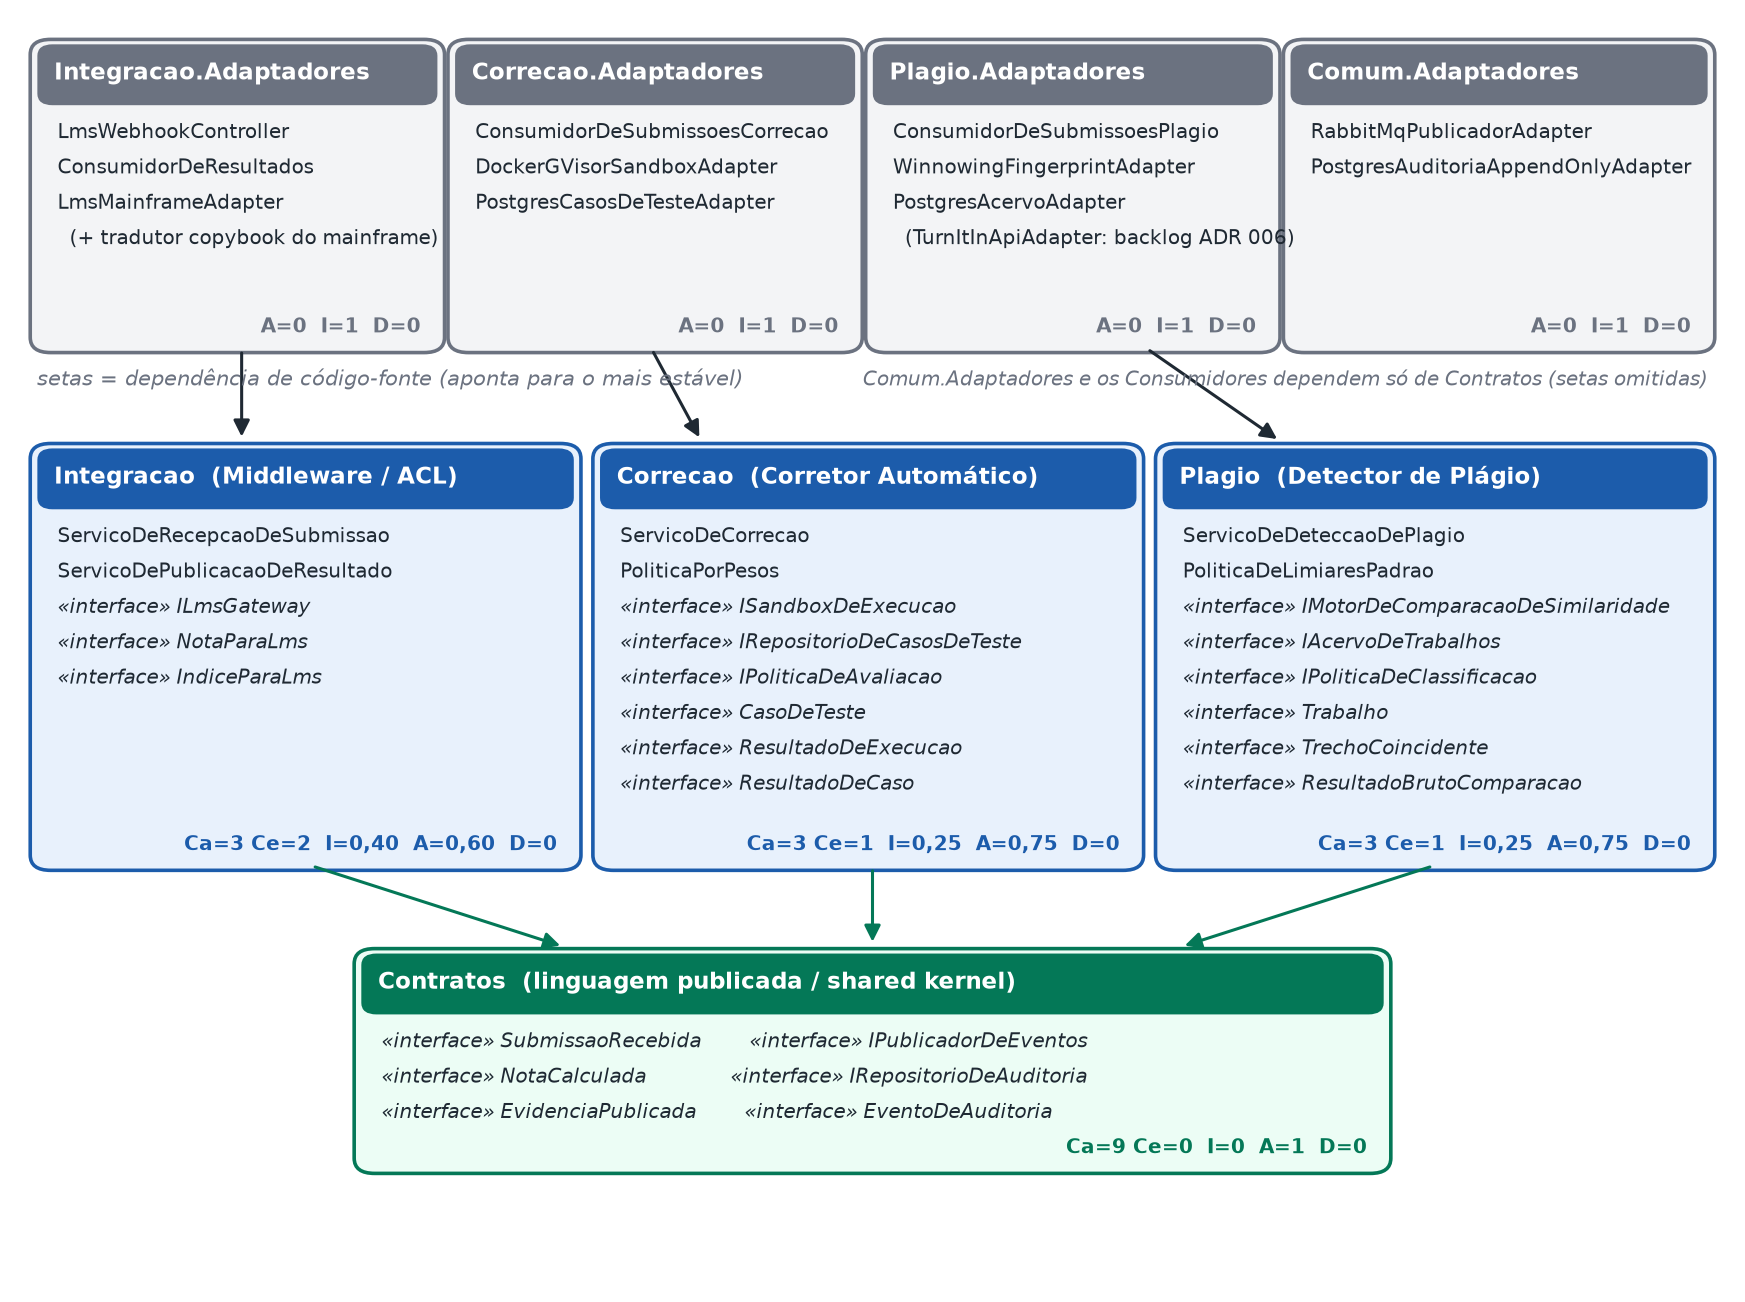 Integracao.Adaptadores
LmsWebhookController
ConsumidorDeResultados
LmsMainframeAdapter
(+ tradutor copybook do mainframe)
A=0  I=1  D=0
Correcao.Adaptadores
ConsumidorDeSubmissoesCorrecao
DockerGVisorSandboxAdapter
PostgresCasosDeTesteAdapter
A=0  I=1  D=0
Plagio.Adaptadores
ConsumidorDeSubmissoesPlagio
WinnowingFingerprintAdapter
PostgresAcervoAdapter
(TurnItInApiAdapter: backlog ADR 006)
A=0  I=1  D=0
Comum.Adaptadores
RabbitMqPublicadorAdapter
PostgresAuditoriaAppendOnlyAdapter
A=0  I=1  D=0
setas = dependência de código-fonte (aponta para o mais estável)
Comum.Adaptadores e os Consumidores dependem só de Contratos (setas omitidas)
Integracao  (Middleware / ACL)
ServicoDeRecepcaoDeSubmissao
ServicoDePublicacaoDeResultado
«interface» ILmsGateway
«interface» NotaParaLms
«interface» IndiceParaLms
Ca=3 Ce=2  I=0,40  A=0,60  D=0
Correcao  (Corretor Automático)
ServicoDeCorrecao
PoliticaPorPesos
«interface» ISandboxDeExecucao
«interface» IRepositorioDeCasosDeTeste
«interface» IPoliticaDeAvaliacao
«interface» CasoDeTeste
«interface» ResultadoDeExecucao
«interface» ResultadoDeCaso
Ca=3 Ce=1  I=0,25  A=0,75  D=0
Plagio  (Detector de Plágio)
ServicoDeDeteccaoDePlagio
PoliticaDeLimiaresPadrao
«interface» IMotorDeComparacaoDeSimilaridade
«interface» IAcervoDeTrabalhos
«interface» IPoliticaDeClassificacao
«interface» Trabalho
«interface» TrechoCoincidente
«interface» ResultadoBrutoComparacao
Ca=3 Ce=1  I=0,25  A=0,75  D=0
Contratos  (linguagem publicada / shared kernel)
«interface» SubmissaoRecebida  «interface» IPublicadorDeEventos
«interface» NotaCalculada  «interface» IRepositorioDeAuditoria
«interface» EvidenciaPublicada  «interface» EventoDeAuditoria
Ca=9 Ce=0  I=0  A=1  D=0